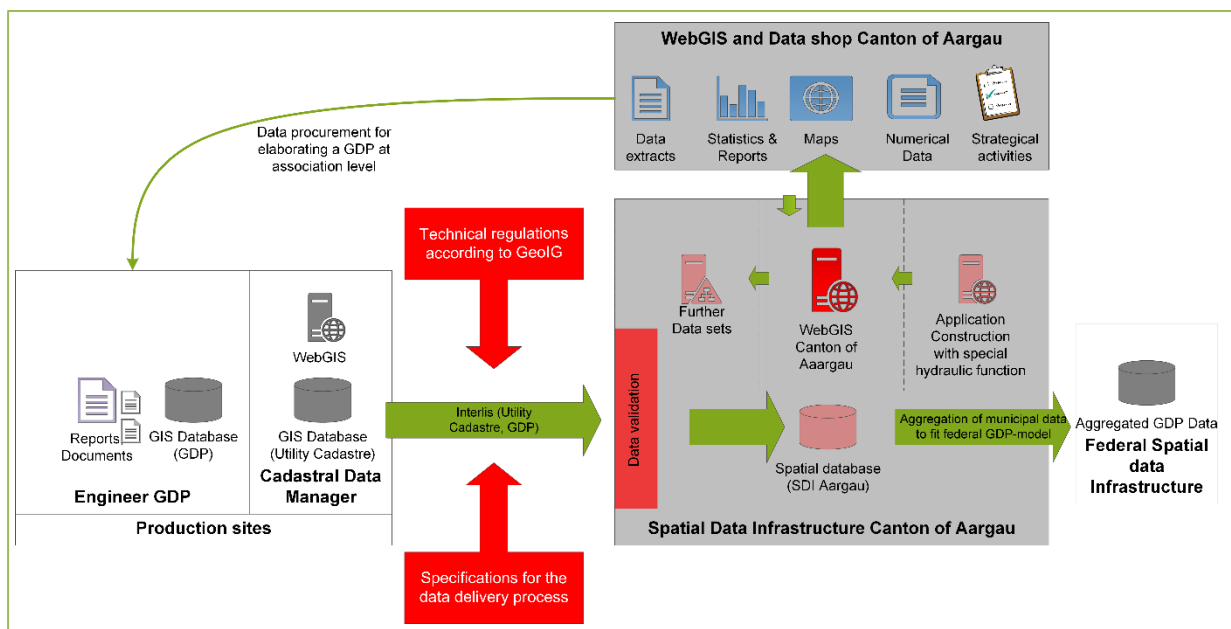 WebGIS and Data shop Canton of Aargau
Data
extracts
Statistics &
Reports
Maps
Numerical
Data
Strategical
activities
Data procurement for
elaborating a GDP at
association level
Technical regulations
according to GeoIG
WebGIS
Reports,
Documents
GIS Database
(GDP)
GIS Database
(Utility Cadastre)
Engineer GDP
Cadastral Data
Manager
Production sites
Interlis (Utility
Cadastre, GDP)
Specifications for the
data delivery process
Data validation
Further
Data sets
WebGIS
Canton of
Aaargau
Application
Construction
with special
hydraulic function
Spatial database
(SDI Aargau)
Spatial Data Infrastructure Canton of Aargau
Aggregation of municipal data
to fit federal GDP-model
Aggregated GDP Data
Federal Spatial
data
Infrastructure